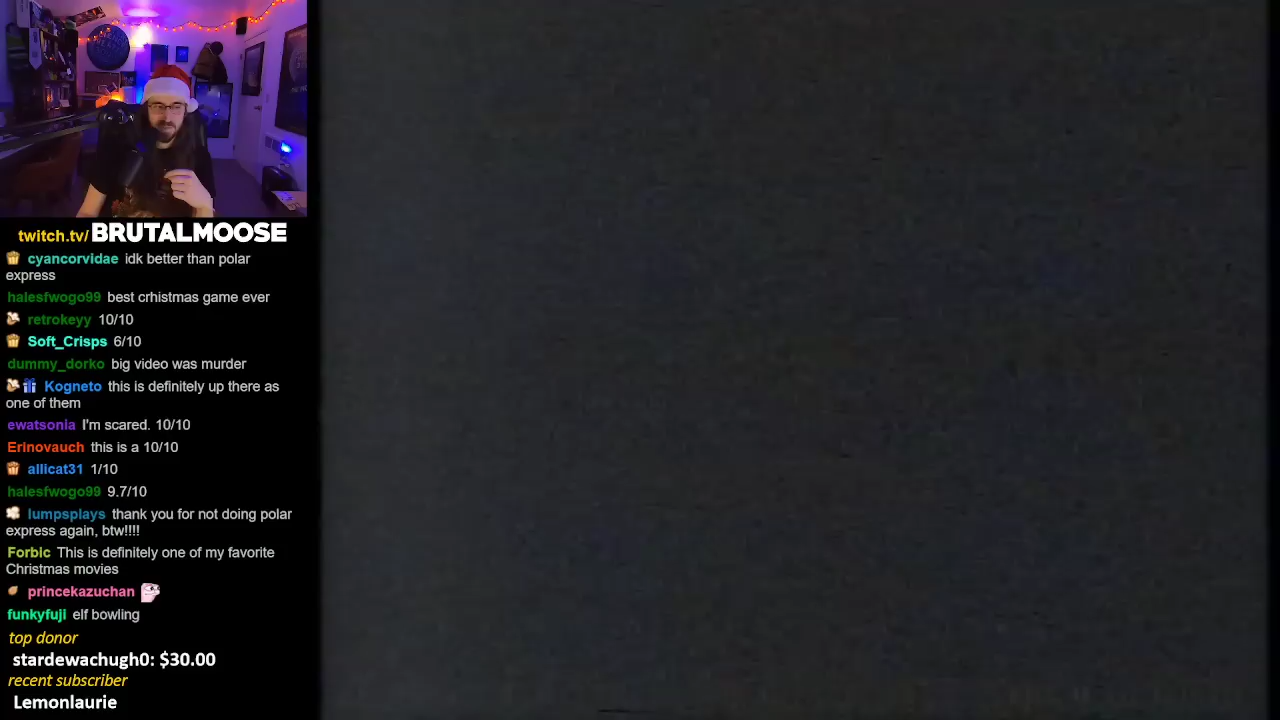 twitch.tv/BRUTALMOOSE
cyancorvidae idk better than polar
express
halesfwogo99 best crhistmas game ever
retrokeyy 10/10
Soft_Crisps 6/10
dummy_dorko big video was murder
Kogneto this is definitely up there as
one of them
ewatsonia I'm scared. 10/10
Erinovauch this is a 10/10
allicat31 1/10
halesfwogo99 9.7/10
lumpsplays thank you for not doing polar
express again, btw!!!!
Forbic This is definitely one of my favorite
Christmas movies
princekazuchan
funkyfuji elf bowling
top donor
stardewachugh0: $30.00
recent subscriber
Lemonlaurie